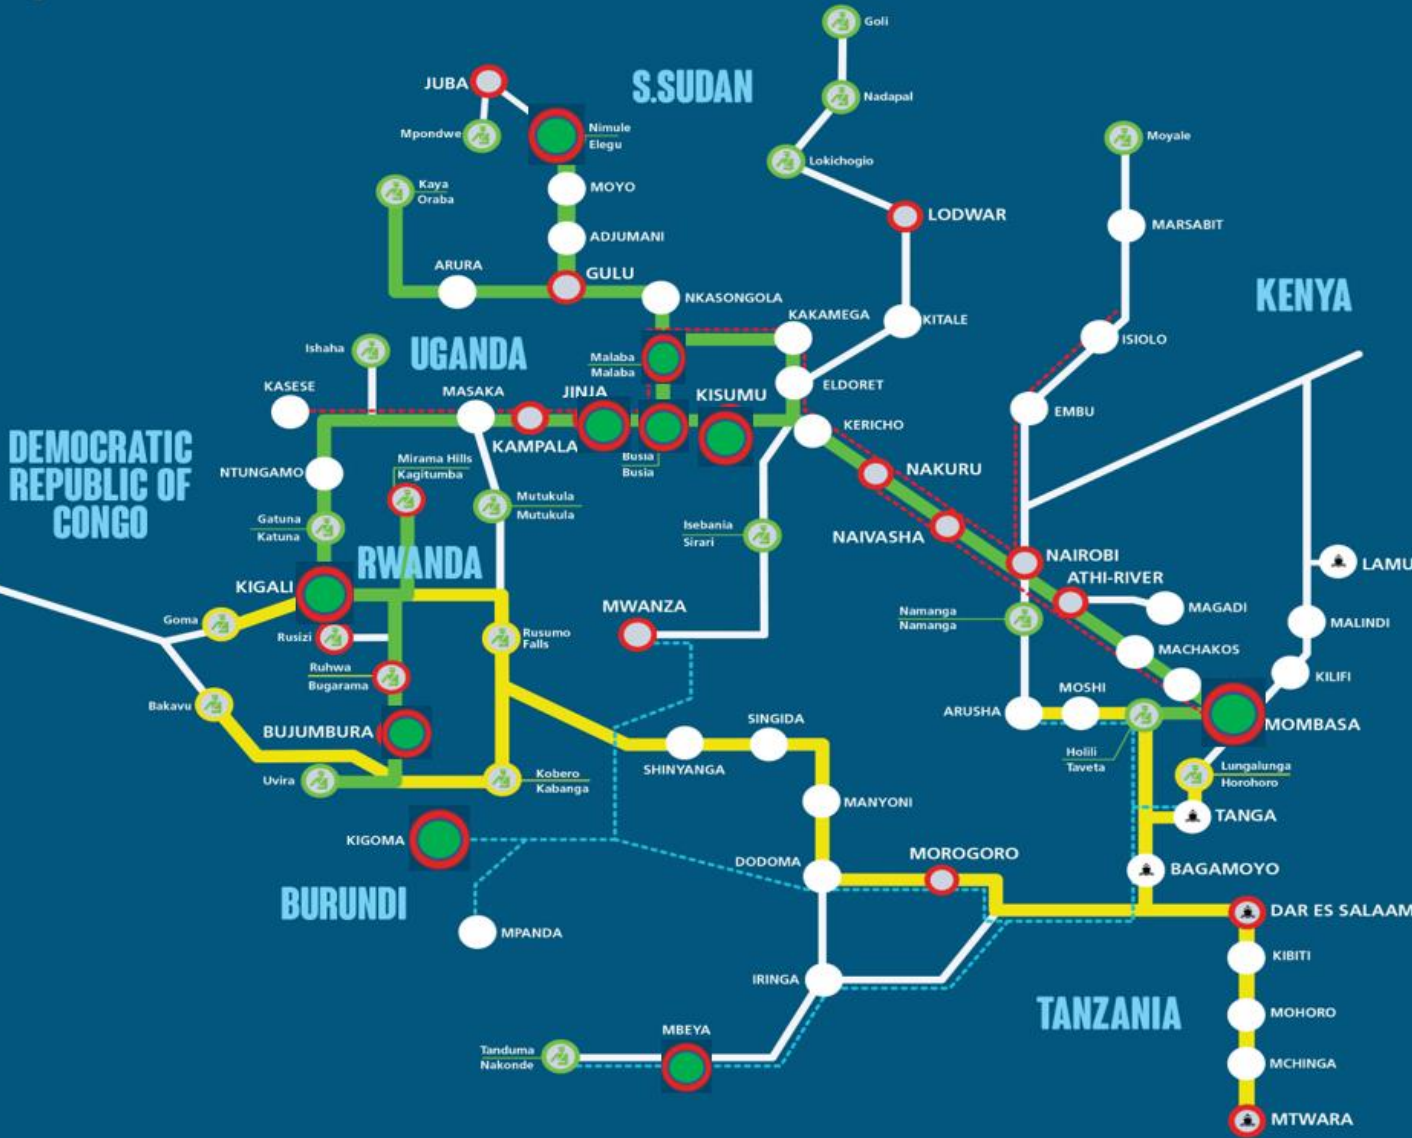 Goli
S.SUDAN
JUBA
Nadapal
Mpondwe
Nimule
Elegu
Moyale
Lokichogio
Kaya
Oraba
MOYO
LODWAR
MARSABIT
ADJUMANI
ARURA
GULU
NKASONGOLA
KENYA
KAKAMEGA
KITALE
ISIOLO
Ishaha
UGANDA
Malaba
Malaba
KASESE
MASAKA
JINJA
KISUMU
ELDORET
EMBU
KERICHO
DEMOCRATIC
REPUBLIC OF
CONGO
KAMPALA
Busia
Busia
NTUNGAMO
Mirama Hills
Kagitumba
NAKURU
Mutukula
Mutukula
Gatuna
Katuna
Isebania
Sirari
NAIVASHA
NAIROBI
RWANDA
LAMU
KIGALI
ATHI-RIVER
MWANZA
MAGADI
Goma
Namanga
Namanga
MALINDI
Rusizi
Rusumo
Falls
MACHAKOS
Ruhwa
Bugarama
KILIFI
MOSHI
Bakavu
ARUSHA
SINGIDA
MOMBASA
BUJUMBURA
Holili
Taveta
SHINYANGA
Lungalunga
Horohoro
Uvira
Kobero
Kabanga
MANYONI
TANGA
KIGOMA
MOROGORO
DODOMA
BAGAMOYO
BURUNDI
DAR ES SALAAM
MPANDA
KIBITI
IRINGA
TANZANIA
MOHORO
MBEYA
Tanduma
Nakonde
MCHINGA
MTWARA